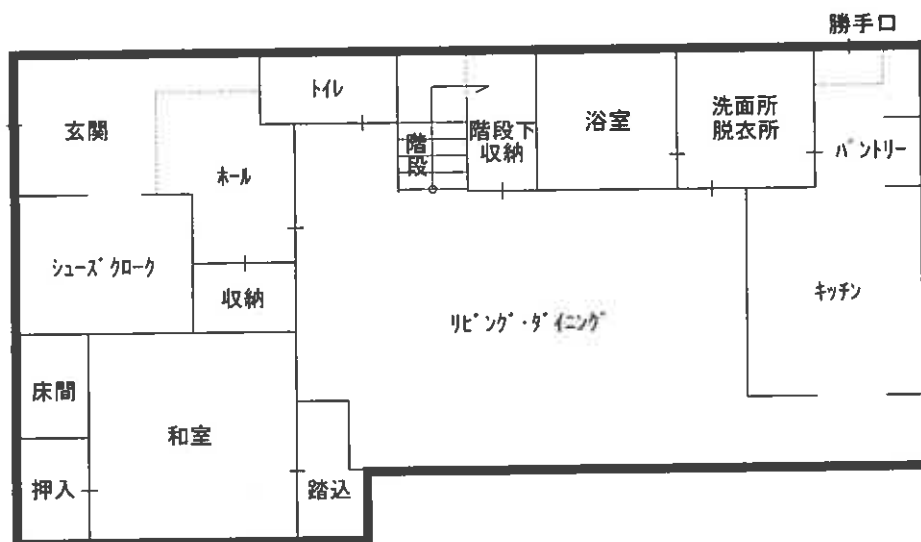 勝手口
トイレ
浴室
洗面所
脱衣所
玄関
階段
階段下
収納
パントリー
ホール
シューズクローク
収納
リビング・ダイニング
キッチン
床間
和室
押入
踏込